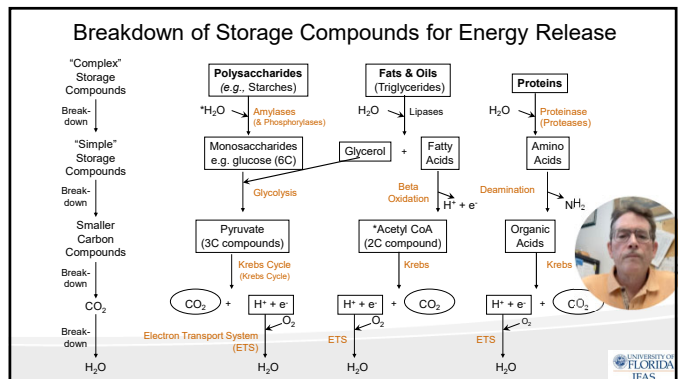 Breakdown of Storage Compounds for Energy Release
“Complex”
Storage
Compounds
Break-
down
“Simple”
Storage
Compounds
Break-
down
Smaller
Carbon
Compounds
Break-
down
CO2
Break-
down
H2O
Polysaccharides
(e.g., Starches)
*H2O
Amylases
(& Phosphorylases)
Monosaccharides
e.g. glucose (6C)
Glycolysis
Pyruvate
(3C compounds)
Krebs Cycle
(Krebs Cycle)
CO2 + H+ + e-
O2
Electron Transport System
(ETS)
H2O
Fats & Oils
(Triglycerides)
H2O
Lipases
Glycerol + Fatty
Acids
Beta
Oxidation
H+ + e-
*Acetyl CoA
(2C compound)
Krebs
H+ + e- + CO2
O2
ETS
H2O
Proteins
H2O
Proteinase
(Proteases)
Amino
Acids
Deamination
NH2
Organic
Acids
Krebs
H+ + e- + CO2
O2
ETS
H2O
UNIVERSITY OF
FLORIDA
IFAS